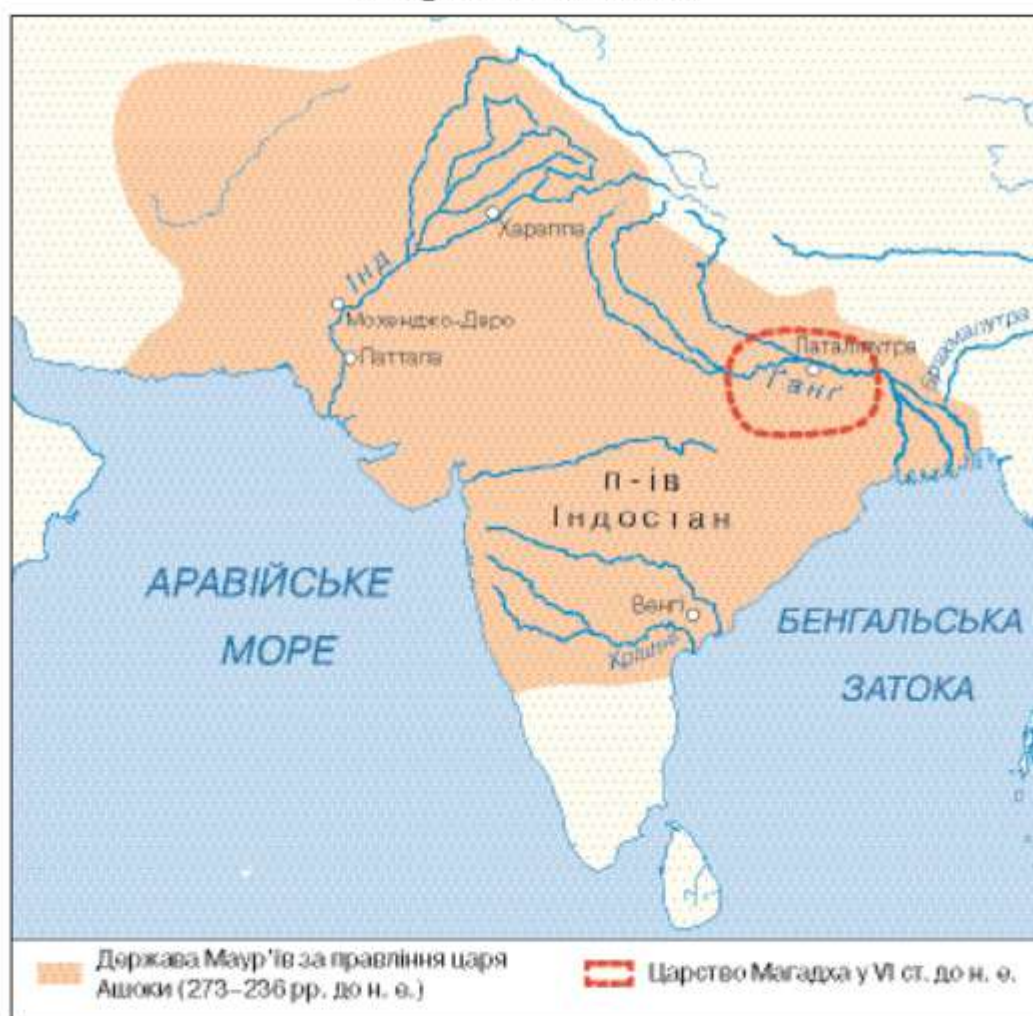 Інд
Хараппа
Мохенджо-Даро
Паттала
Паталіпутра
Ганг
Брахмапутра
п-ів
Індостан
АРАВІЙСЬКЕ
МОРЕ
Венгі
Крішна
БЕНГАЛЬСЬКА
ЗАТОКА
Держава Маур'їв за правління царя
Ашоки (273–236 рр. до н. е.)
Царство Магадха у VI ст. до н. е.